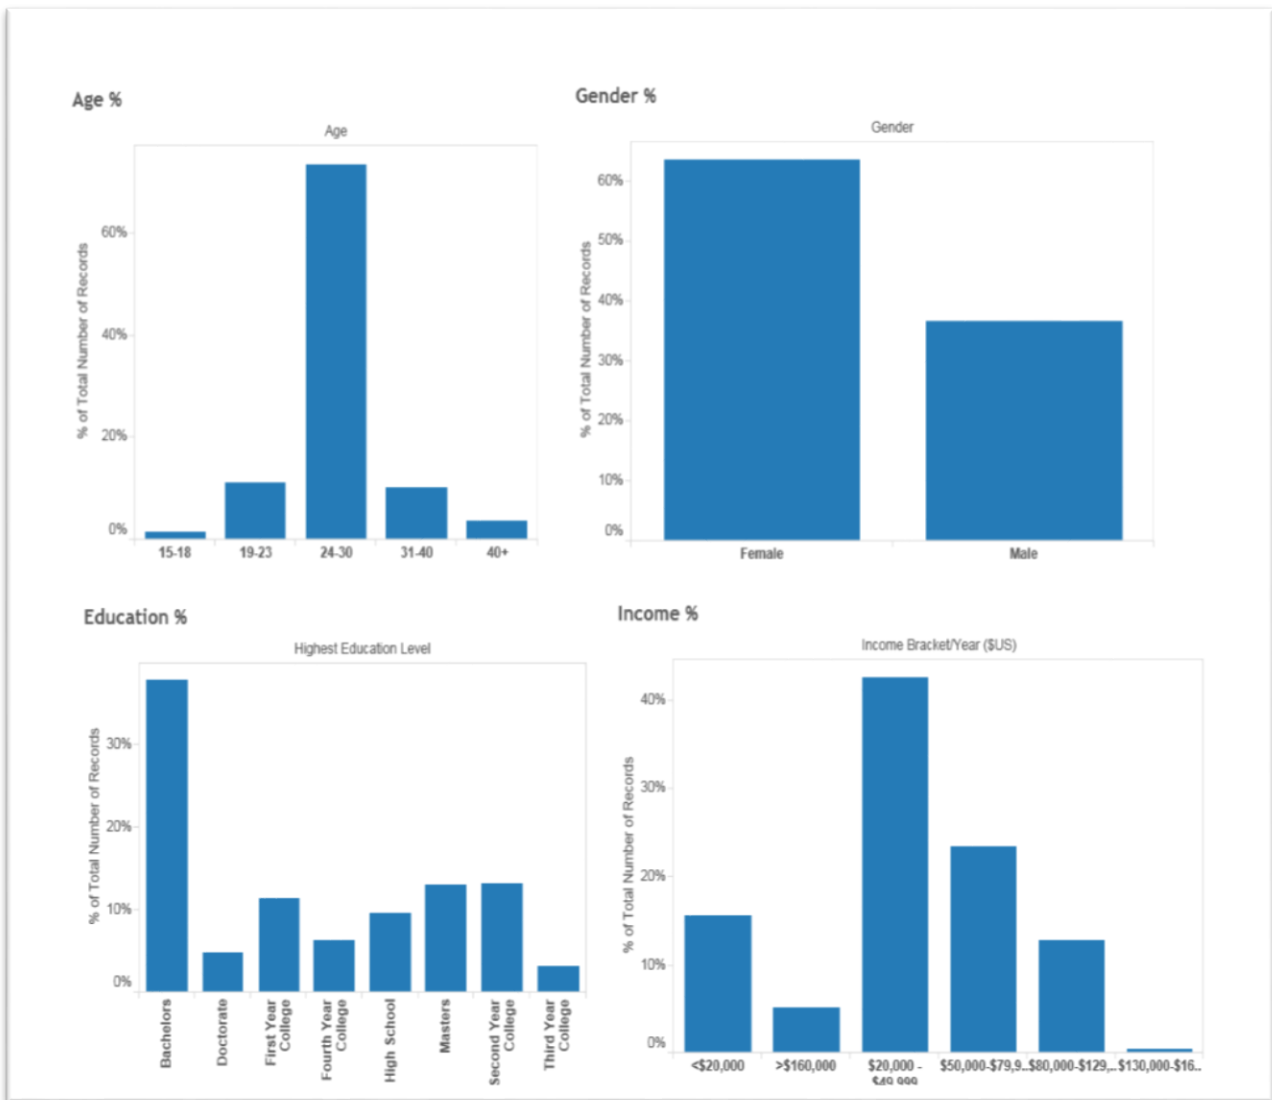 Age %
Age
% of Total Number of Records
60%
40%
20%
0%
15-18
19-23
24-30
31-40
40+
Gender %
Gender
% of Total Number of Records
60%
50%
40%
30%
20%
10%
0%
Female
Male
Education %
Highest Education Level
% of Total Number of Records
30%
20%
10%
0%
Bachelors
Doctorate
First Year
College
Fourth Year
College
High School
Masters
Second Year
College
Third Year
College
Income %
Income Bracket/Year ($US)
% of Total Number of Records
40%
30%
20%
10%
0%
<$20,000
>$160,000
$20,000 -
$49,999
$50,000-$79,9..
$80,000-$129,..
$130,000-$16..